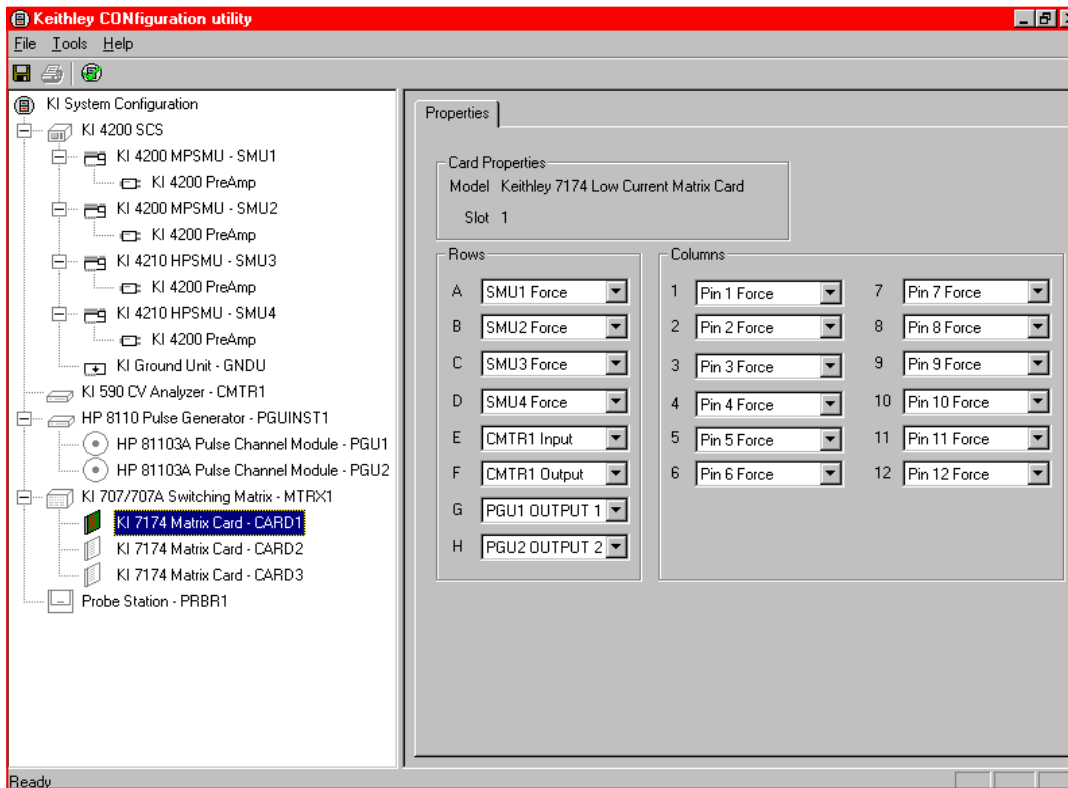 Keithley CONfiguration utility
File Tools Help
KI System Configuration
KI 4200 SCS
KI 4200 MPSMU - SMU1
KI 4200 PreAmp
KI 4200 MPSMU - SMU2
KI 4200 PreAmp
KI 4210 HPSMU - SMU3
KI 4200 PreAmp
KI 4210 HPSMU - SMU4
KI 4200 PreAmp
KI Ground Unit - GNDU
KI 590 CV Analyzer - CMTR1
HP 8110 Pulse Generator - PGUINST1
HP 81103A Pulse Channel Module - PGU1
HP 81103A Pulse Channel Module - PGU2
KI 707/707A Switching Matrix - MTRX1
KI 7174 Matrix Card - CARD1
KI 7174 Matrix Card - CARD2
KI 7174 Matrix Card - CARD3
Probe Station - PRBR1
Properties
Card Properties
Model Keithley 7174 Low Current Matrix Card
Slot 1
Rows
A SMU1 Force
B SMU2 Force
C SMU3 Force
D SMU4 Force
E CMTR1 Input
F CMTR1 Output
G PGU1 OUTPUT 1
H PGU2 OUTPUT 2
Columns
1 Pin 1 Force
2 Pin 2 Force
3 Pin 3 Force
4 Pin 4 Force
5 Pin 5 Force
6 Pin 6 Force
7 Pin 7 Force
8 Pin 8 Force
9 Pin 9 Force
10 Pin 10 Force
11 Pin 11 Force
12 Pin 12 Force
Ready